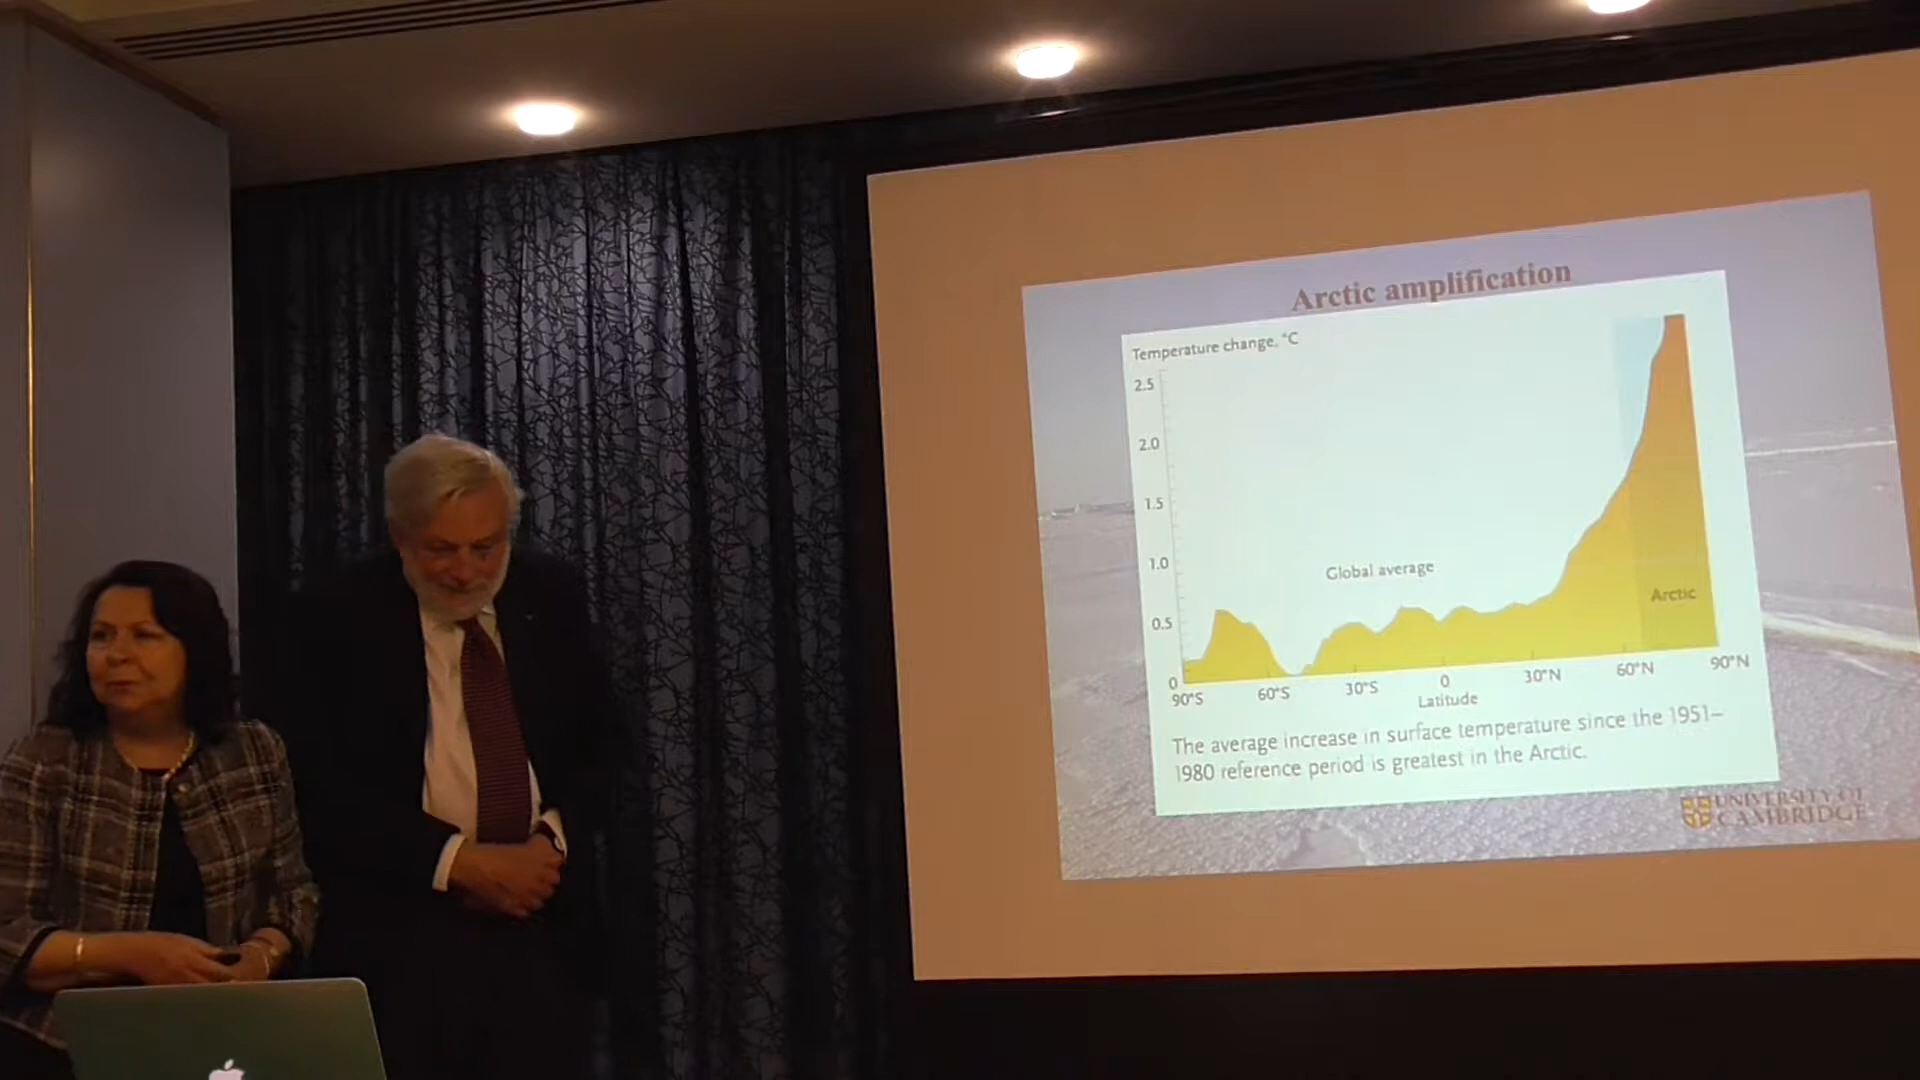 Arctic amplification
Temperature change, °C
2.5
2.0
1.5
1.0
0.5
0
Global average
Arctic
90°S 60°S 30°S 0 30°N 60°N 90°N
Latitude
The average increase in surface temperature since the 1951–
1980 reference period is greatest in the Arctic.
UNIVERSITY OF
CAMBRIDGE